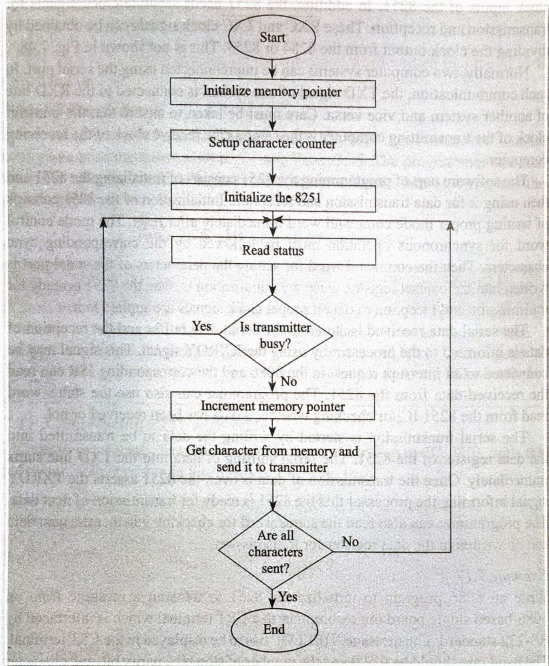 Start
Initialize memory pointer
Setup character counter
Initialize the 8251
Read status
Is transmitter
busy?
Yes
No
Increment memory pointer
Get character from memory and
send it to transmitter
Are all
characters
sent?
No
Yes
End